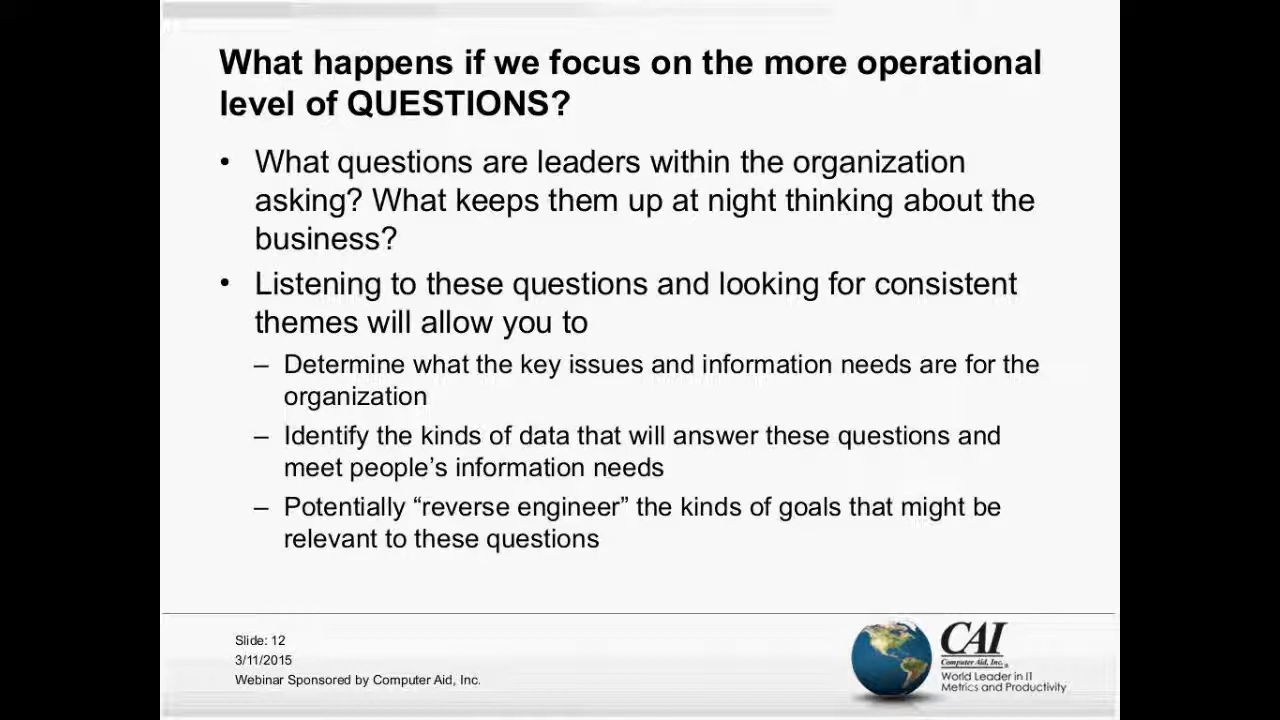 What happens if we focus on the more operational
level of QUESTIONS?
• What questions are leaders within the organization
asking? What keeps them up at night thinking about the
business?
• Listening to these questions and looking for consistent
themes will allow you to
– Determine what the key issues and information needs are for the
organization
– Identify the kinds of data that will answer these questions and
meet people’s information needs
– Potentially “reverse engineer” the kinds of goals that might be
relevant to these questions
Slide: 12
3/11/2015
Webinar Sponsored by Computer Aid, Inc.
CAI
Computer Aid, Inc.®
World Leader in IT
Metrics and Productivity